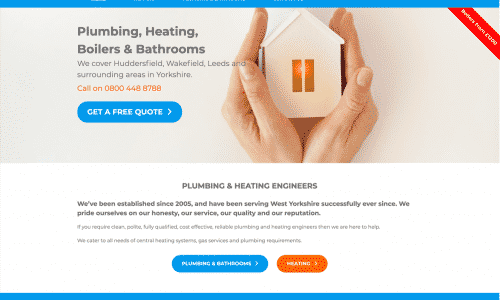 Plumbing, Heating,
Boilers & Bathrooms
We cover Huddersfield, Wakefield, Leeds and
surrounding areas in Yorkshire.
Call on 0800 448 8788
GET A FREE QUOTE
PLUMBING & HEATING ENGINEERS
We've been established since 2005, and have been serving West Yorkshire successfully ever since. We
pride ourselves on our honesty, our service, our quality and our reputation.
If you require clean, polite, fully qualified, cost effective, reliable plumbing and heating engineers then we are here to help.
We cater to all needs of central heating systems, gas services and plumbing requirements.
PLUMBING & BATHROOMS
HEATING